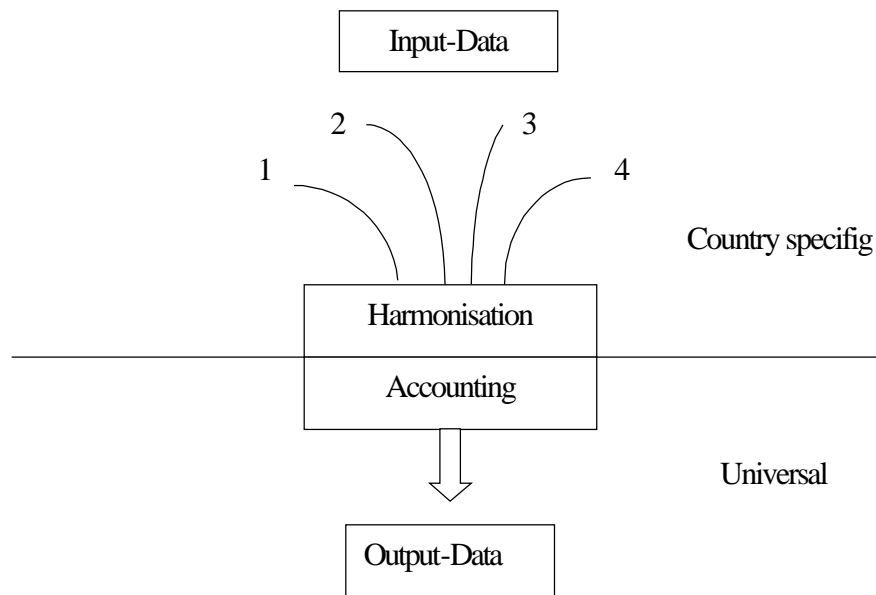 Input-Data
2
3
1
4
Country specifig
Harmonisation
Accounting
Universal
Output-Data